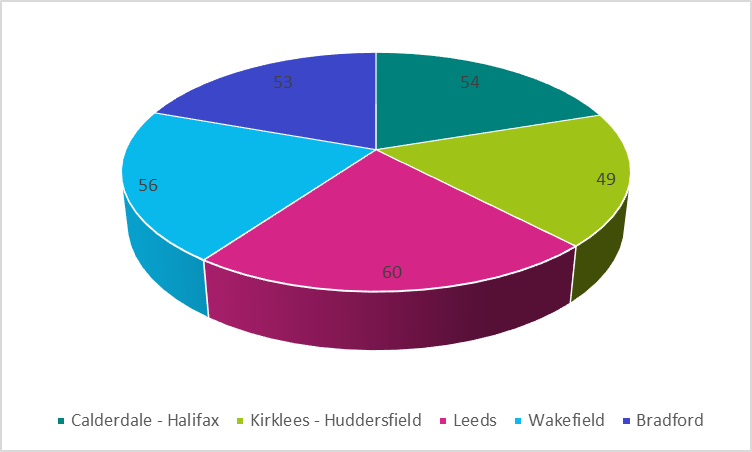 53
54
49
56
60
Calderdale - Halifax
Kirklees - Huddersfield
Leeds
Wakefield
Bradford